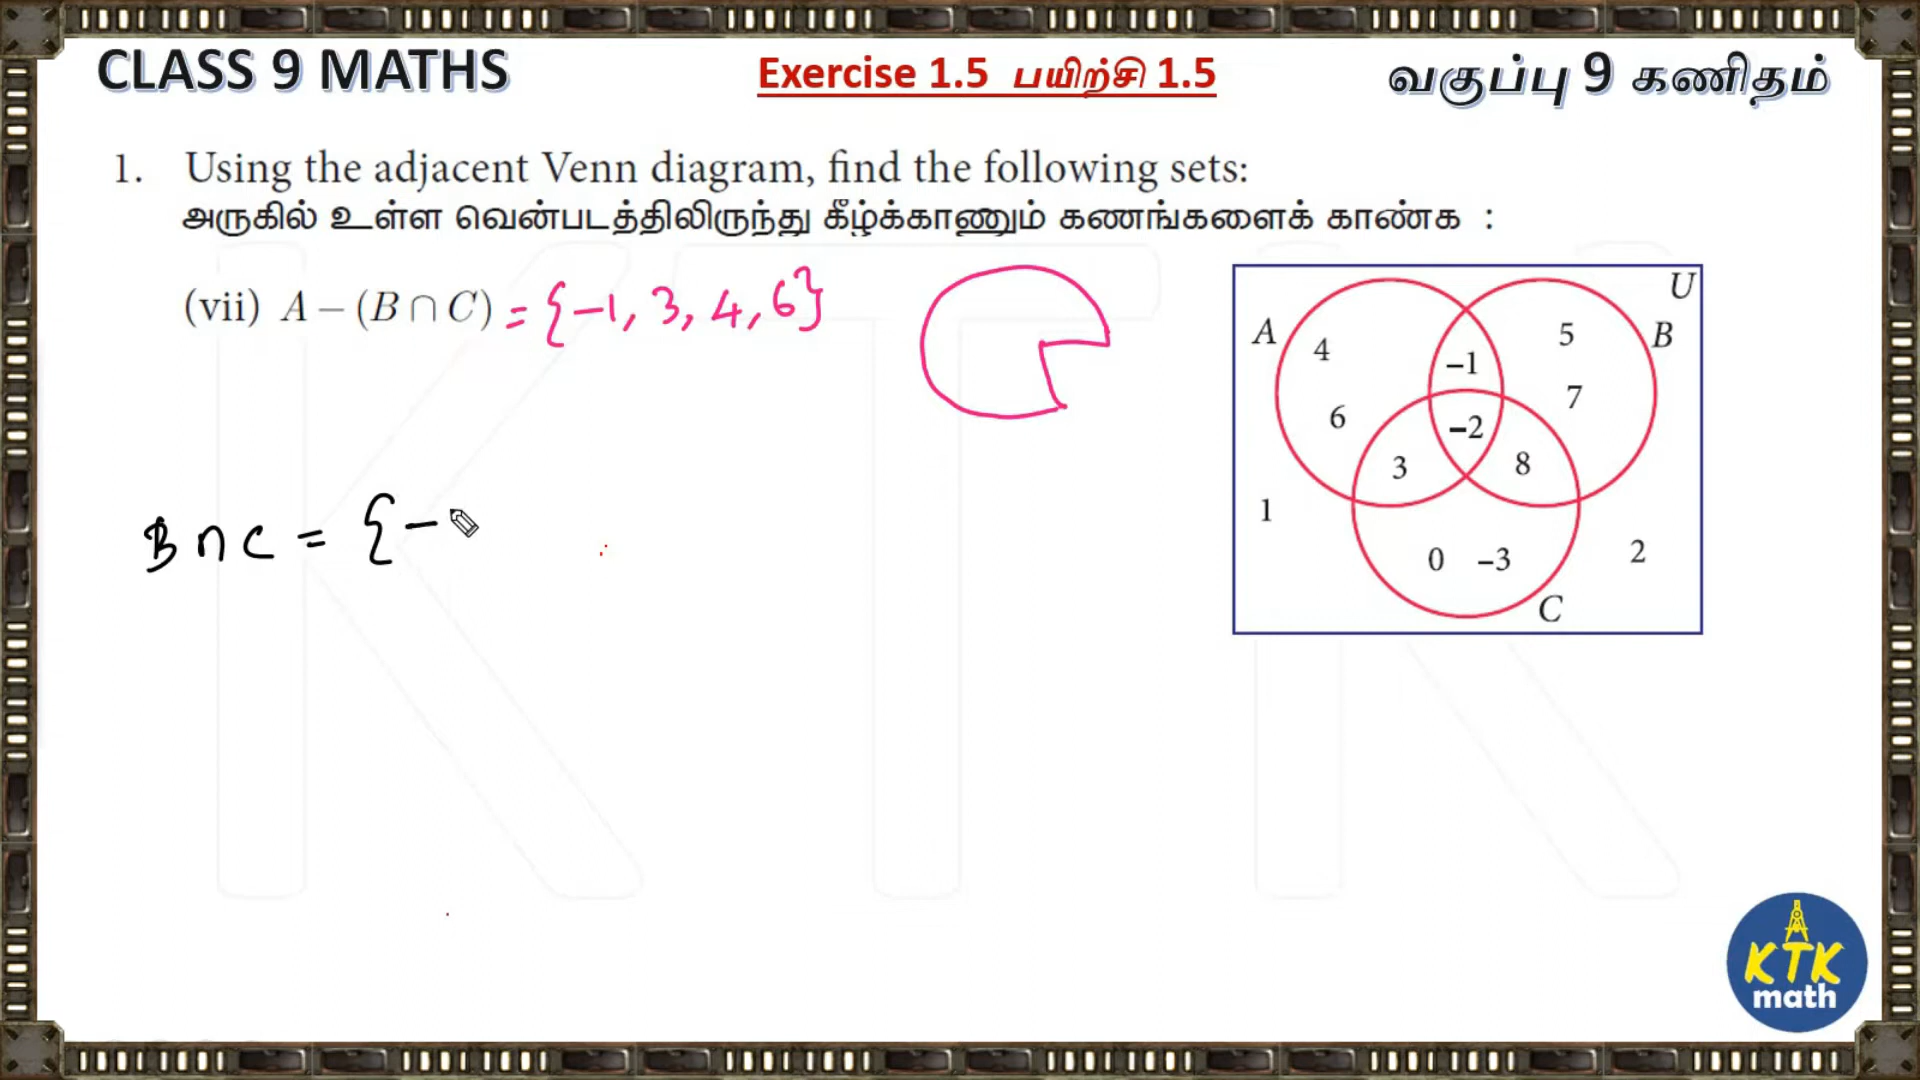 CLASS 9 MATHS
Exercise 1.5 பயிற்சி 1.5
வகுப்பு 9 கணிதம்
1. Using the adjacent Venn diagram, find the following sets:
அருகில் உள்ள வென்படத்திலிருந்து கீழ்க்காணும் கணங்களைக் காண்க :
(vii) A – (B ∩ C) = {-1, 3, 4, 6}
U
A
B
4
5
-1
7
6
-2
3
8
1
0 -3
2
C
B ∩ C = {-
KTK
math